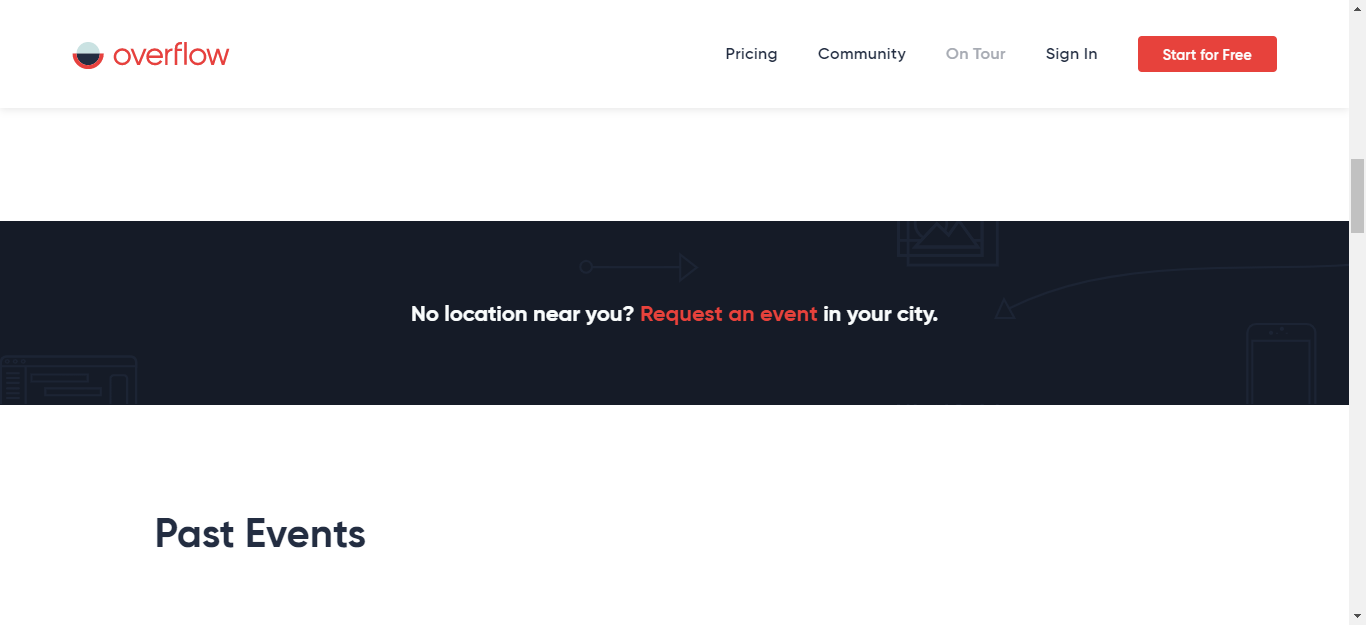 overflow
Pricing
Community
On Tour
Sign In
Start for Free
No location near you? Request an event in your city.
Past Events